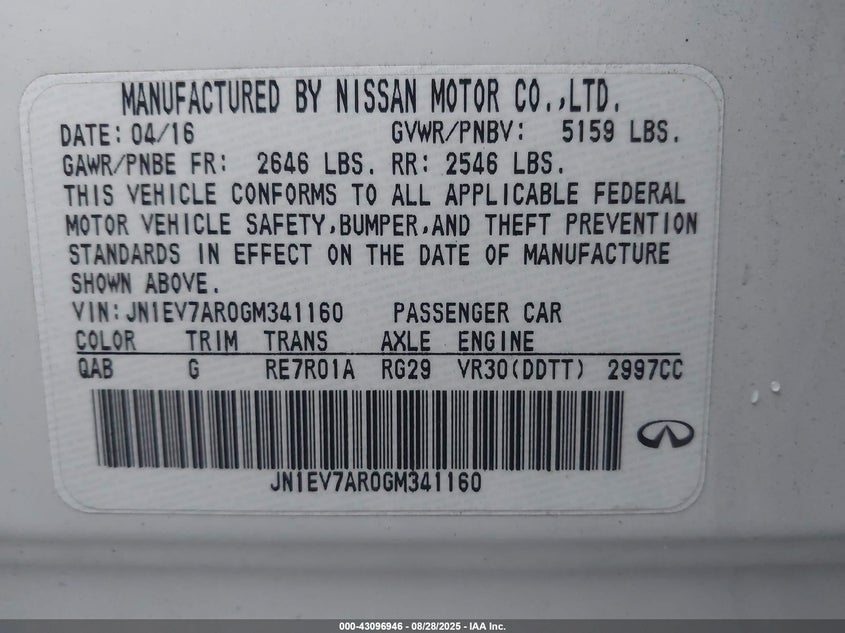 MANUFACTURED BY NISSAN MOTOR CO.,LTD.
DATE: 04/16 GVWR/PNBV: 5159 LBS.
GAWR/PNBE FR: 2646 LBS. RR: 2546 LBS.
THIS VEHICLE CONFORMS TO ALL APPLICABLE FEDERAL
MOTOR VEHICLE SAFETY,BUMPER,AND THEFT PREVENTION
STANDARDS IN EFFECT ON THE DATE OF MANUFACTURE
SHOWN ABOVE.
VIN:JN1EV7AR0GM341160 PASSENGER CAR
COLOR TRIM TRANS AXLE ENGINE
QAB G RE7R01A RG29 VR30(DDTT) 2997CC
JN1EV7AR0GM341160
000-43096946 - 08/28/2025 - IAA Inc.